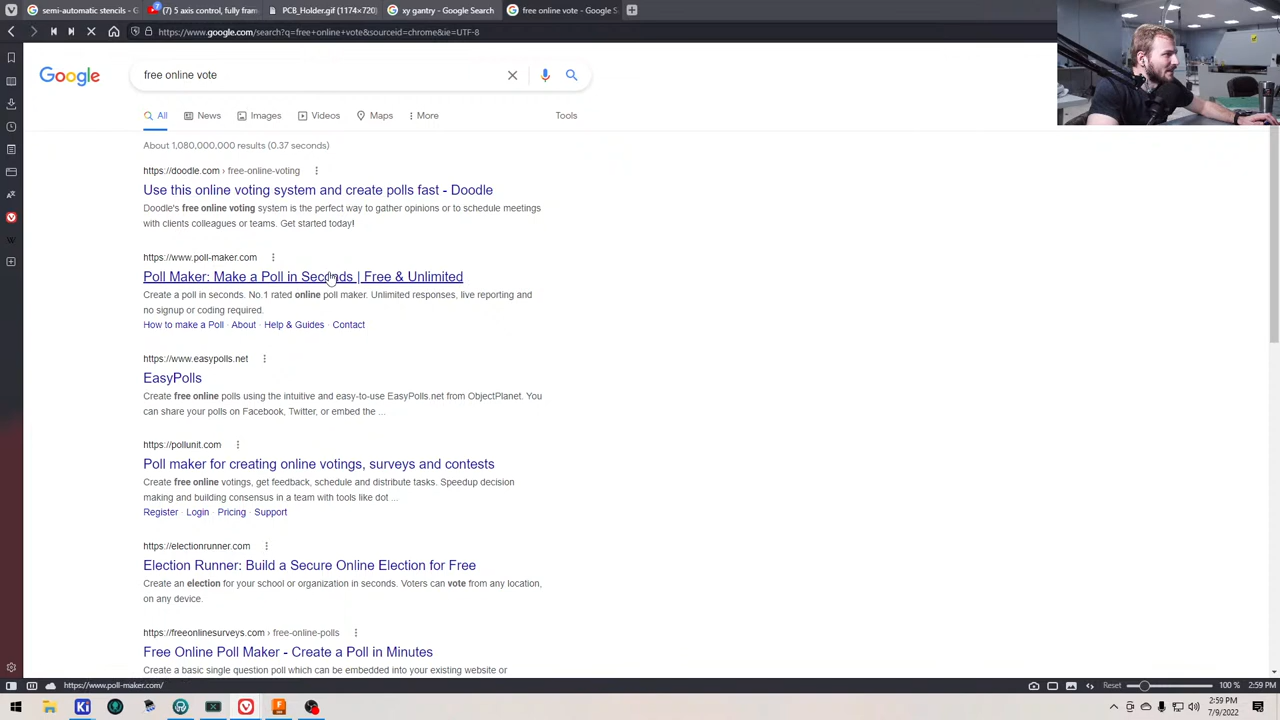 semi-automatic stencils - G
(7) 5 axis control, fully fram
PCB_Holder.gif (1174×720)
xy gantry - Google Search
free online vote - Google S
https://www.google.com/search?q=free+online+vote&sourceid=chrome&ie=UTF-8
Google
free online vote
All
News
Images
Videos
Maps
More
Tools
About 1,080,000,000 results (0.37 seconds)
https://doodle.com › free-online-voting
Use this online voting system and create polls fast - Doodle
Doodle's free online voting system is the perfect way to gather opinions or to schedule meetings
with clients colleagues or teams. Get started today!
https://www.poll-maker.com
Poll Maker: Make a Poll in Seconds | Free & Unlimited
Create a poll in seconds. No.1 rated online poll maker. Unlimited responses, live reporting and
no signup or coding required.
How to make a Poll · About · Help & Guides · Contact
https://www.easypolls.net
EasyPolls
Create free online polls using the intuitive and easy-to-use EasyPolls.net from ObjectPlanet. You
can share your polls on Facebook, Twitter, or embed the ...
https://pollunit.com
Poll maker for creating online votings, surveys and contests
Create free online votings, get feedback, schedule and distribute tasks. Speedup decision
making and building consensus in a team with tools like dot ...
Register · Login · Pricing · Support
https://electionrunner.com
Election Runner: Build a Secure Online Election for Free
Create an election for your school or organization in seconds. Voters can vote from any location,
on any device.
https://freeonlinesurveys.com › free-online-polls
Free Online Poll Maker - Create a Poll in Minutes
Create a basic single question poll which can be embedded into your existing website or
https://www.poll-maker.com/
Reset
100 %
2:59 PM
Ki
F
2:59 PM
7/9/2022